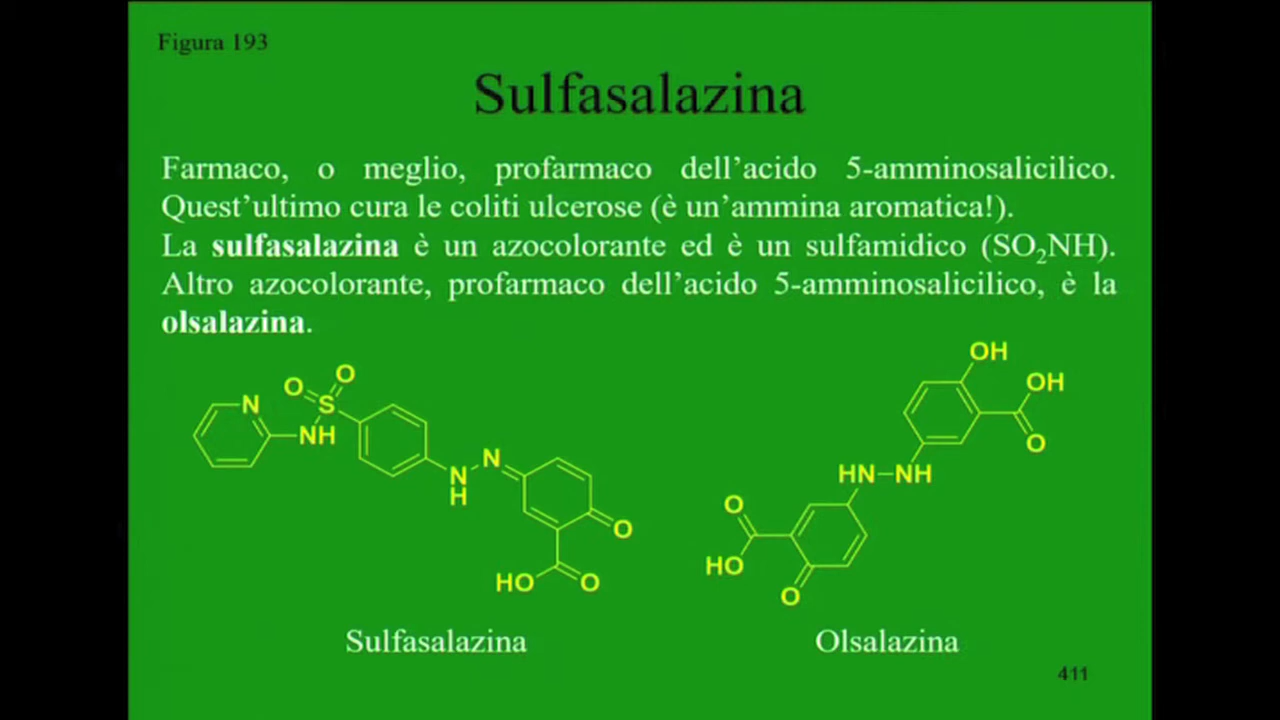 Figura 193
Sulfasalazina
Farmaco, o meglio, profarmaco dell'acido 5-amminosalicilico.
Quest'ultimo cura le coliti ulcerose (è un'ammina aromatica!).
La sulfasalazina è un azocolorante ed è un sulfamidico (SO₂NH).
Altro azocolorante, profarmaco dell'acido 5-amminosalicilico, è la
olsalazina.
N O O S NH N H N O HO O
OH OH O HN NH O HO O
Sulfasalazina
Olsalazina
411